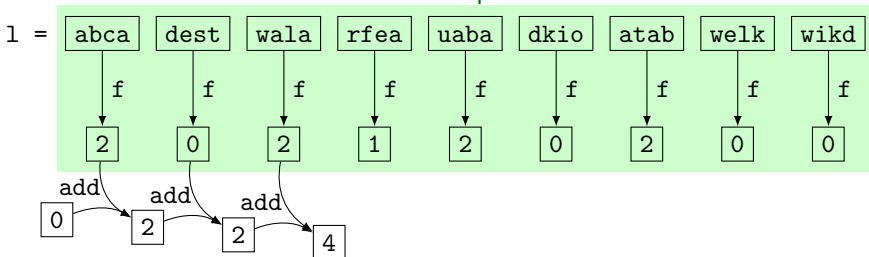 l = abca dest wala rfea uaba dkio atab welk wikd
f f f f f f f f f
2 0 2 1 2 0 2 0 0
add add add
0 2 2 4